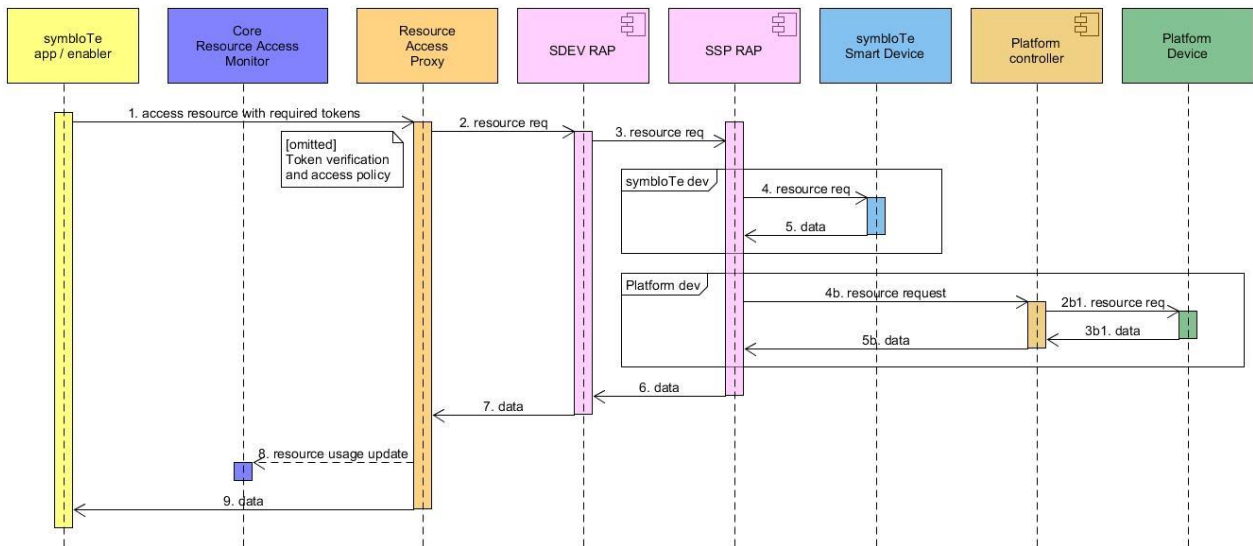 symbIoTe
app / enabler
Core
Resource Access
Monitor
Resource
Access
Proxy
SDEV RAP
SSP RAP
symbIoTe
Smart Device
Platform
controller
Platform
Device
1. access resource with required tokens
2. resource req
3. resource req
[omitted]
Token verification
and access policy
symbIoTe dev
4. resource req
5. data
Platform dev
4b. resource request
2b1. resource req
3b1. data
5b. data
6. data
7. data
8. resource usage update
9. data